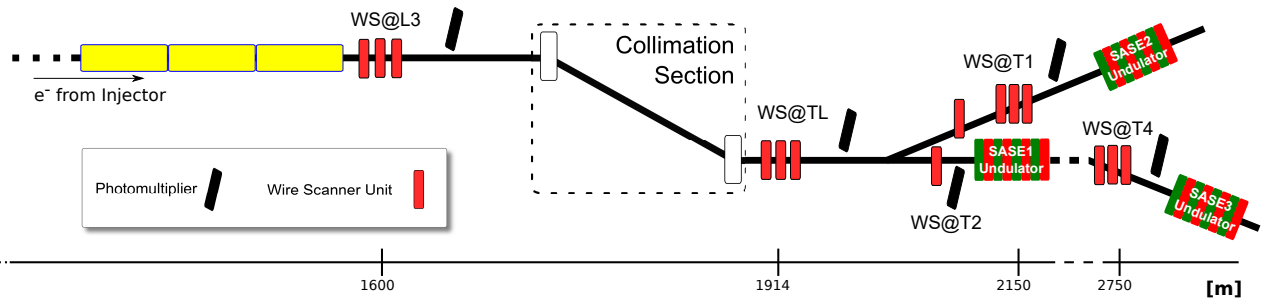 WS@L3
Collimation
Section
e⁻ from Injector
WS@TL
WS@T1
SASE2
Undulator
SASE1
Undulator
WS@T4
SASE3
Undulator
WS@T2
Photomultiplier
Wire Scanner Unit
1600
1914
2150
2750
[m]